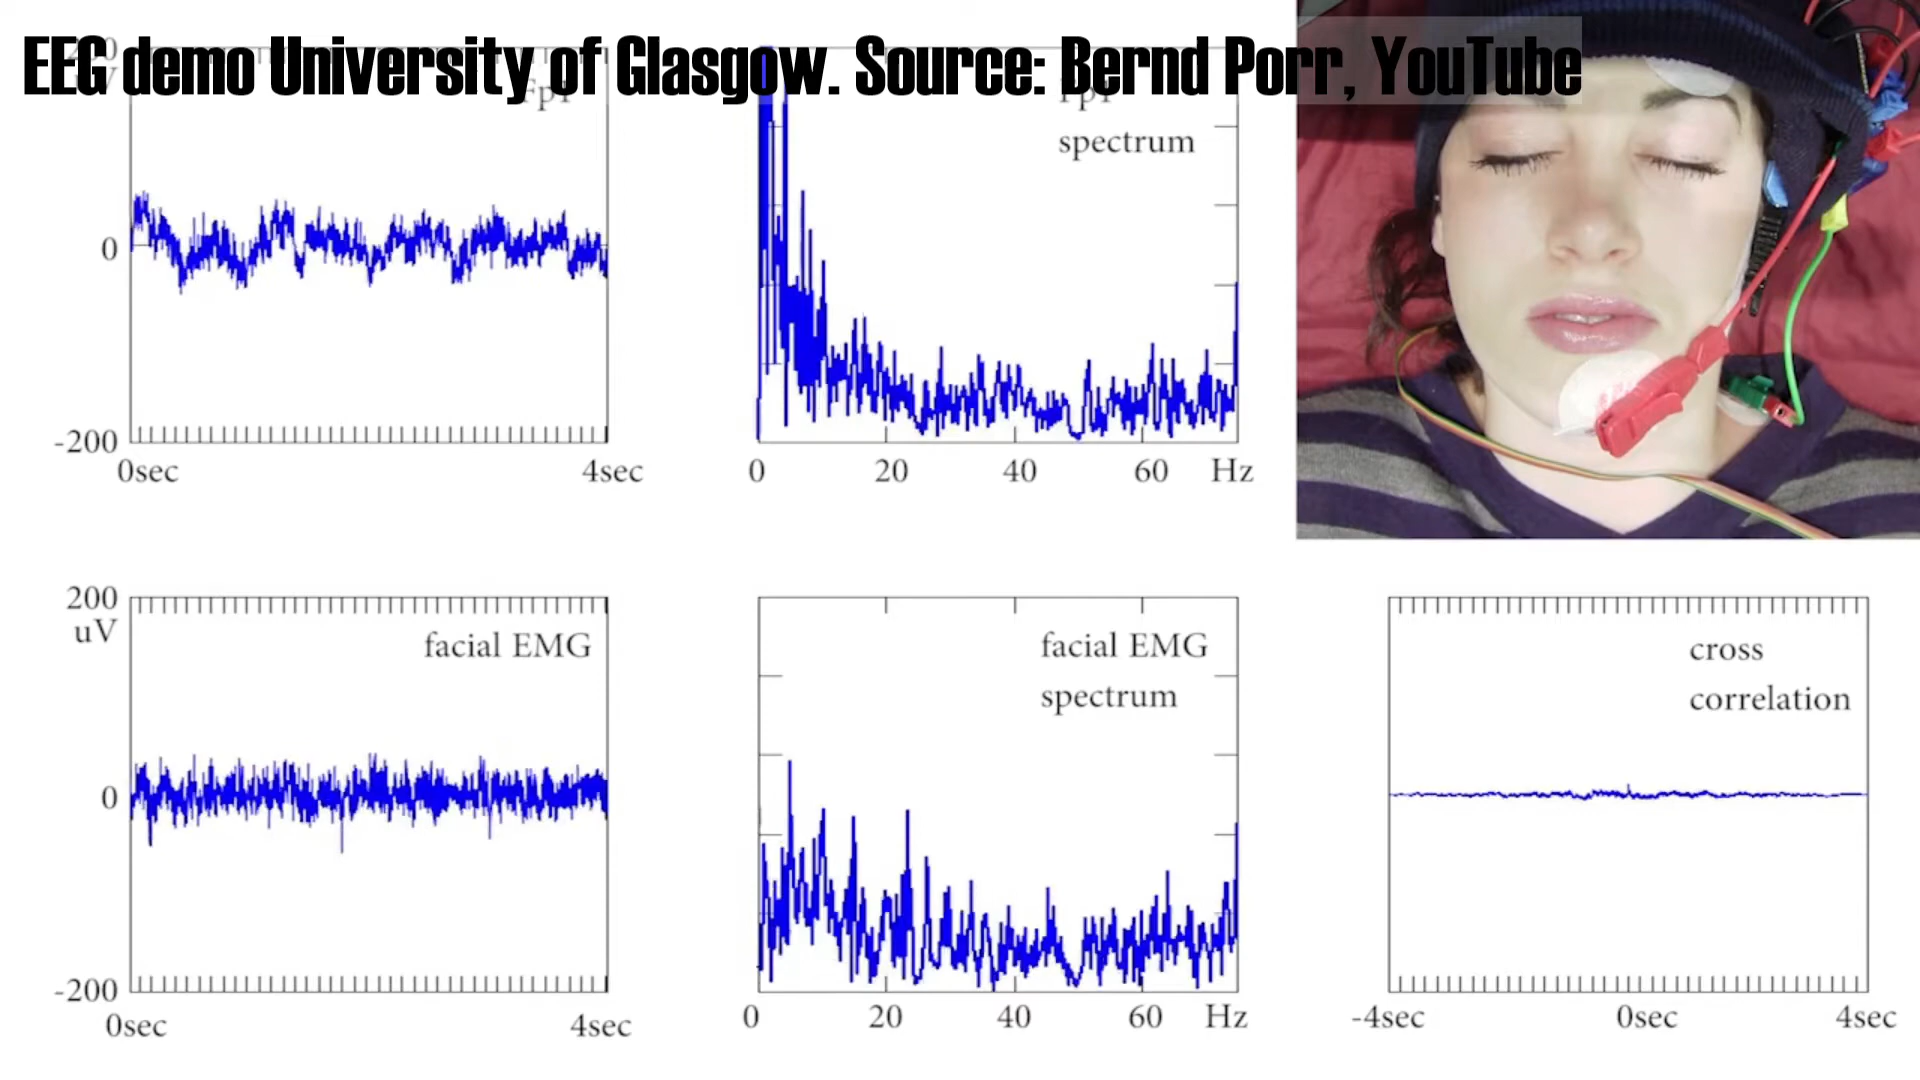 EEG demo University of Glasgow. Source: Bernd Porr, YouTube
Fp1
0
-200
0sec 4sec
Fp1
spectrum
0 20 40 60 Hz
200
uV
facial EMG
0
-200
0sec 4sec
facial EMG
spectrum
0 20 40 60 Hz
cross
correlation
-4sec 0sec 4sec